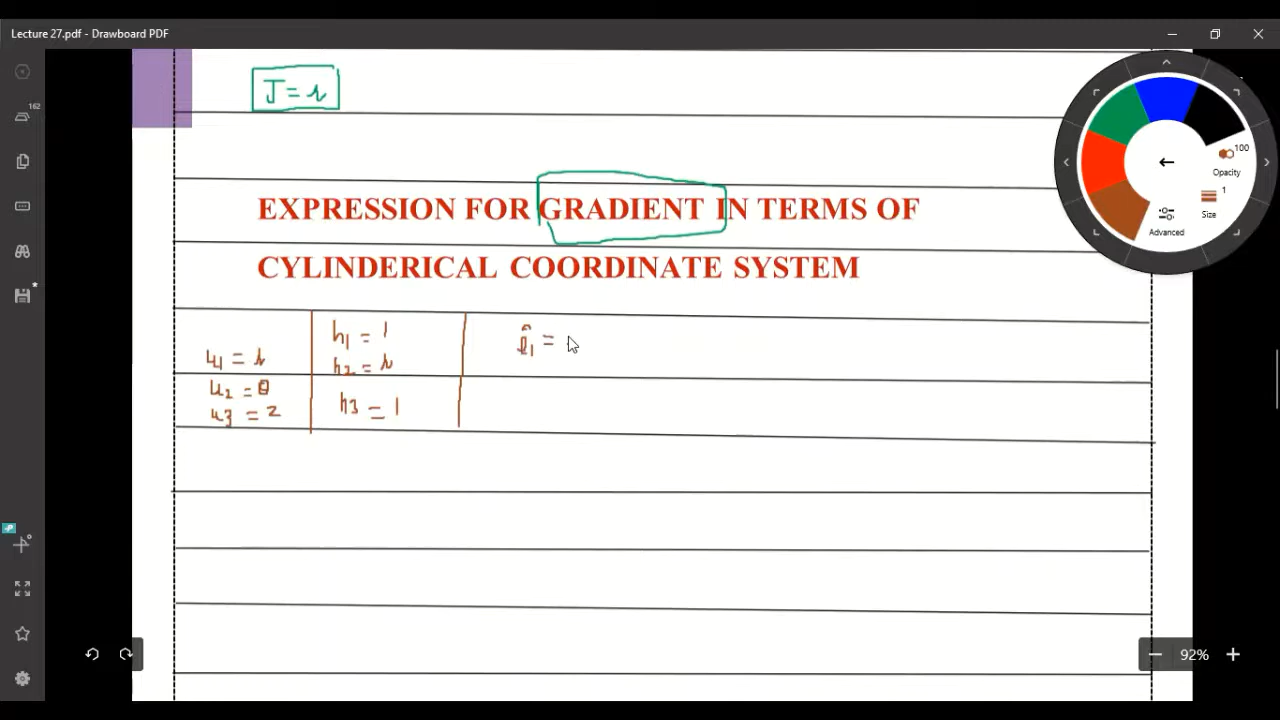 Lecture 27.pdf - Drawboard PDF
162
J = r
EXPRESSION FOR GRADIENT IN TERMS OF
CYLINDERICAL COORDINATE SYSTEM
u1 = r
u2 = θ
u3 = z
h1 = 1
h2 = r
h3 = 1
ê1 =
100
Opacity
1
Size
Advanced
92%